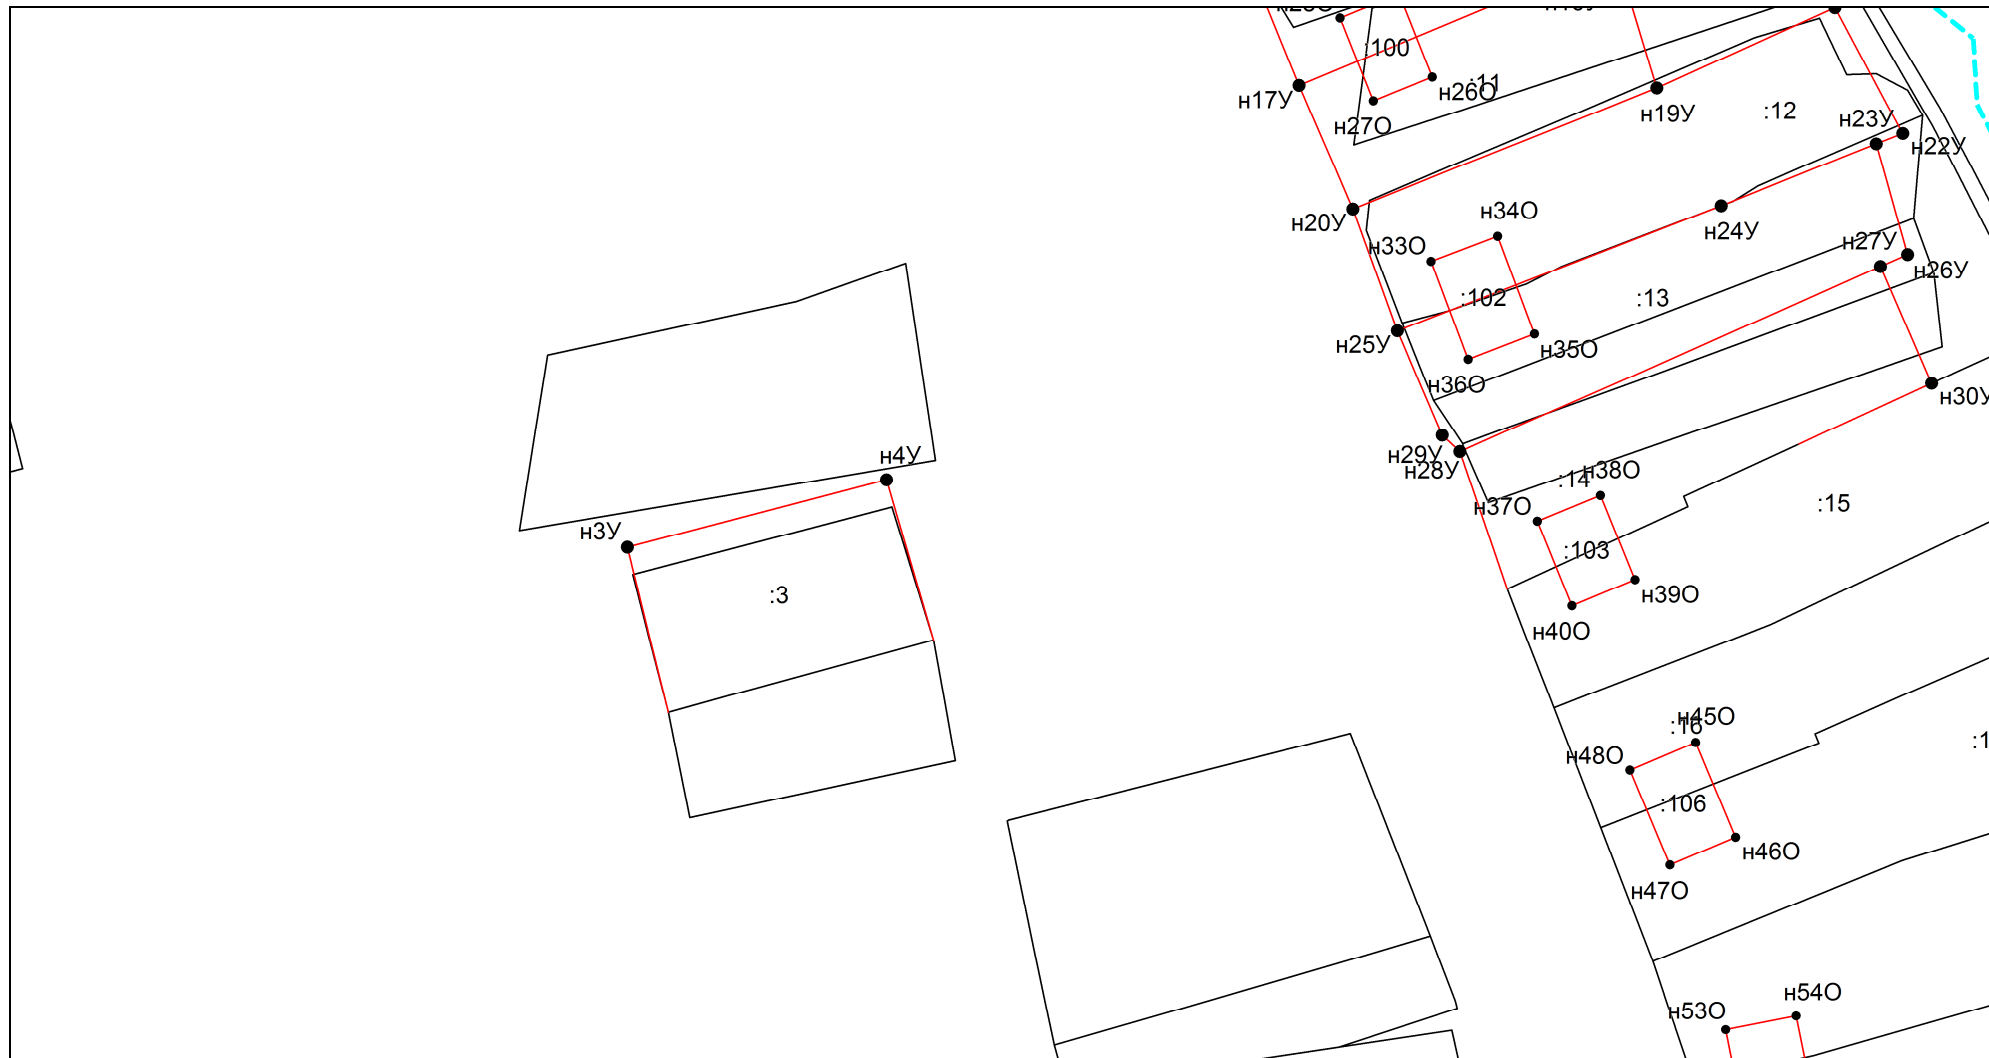 :100
:11
н17У
н26О
н27О
н19У
:12
н23У
н22У
н20У
н34О
н33О
н24У
н27У
н26У
:102
:13
н25У
н35О
н36О
н30У
н29У
н28У
н4У
:14
н38О
н37О
:15
н3У
:103
:3
н39О
н40О
н45О
:16
н48О
:1
:106
н46О
н47О
н54О
н53О